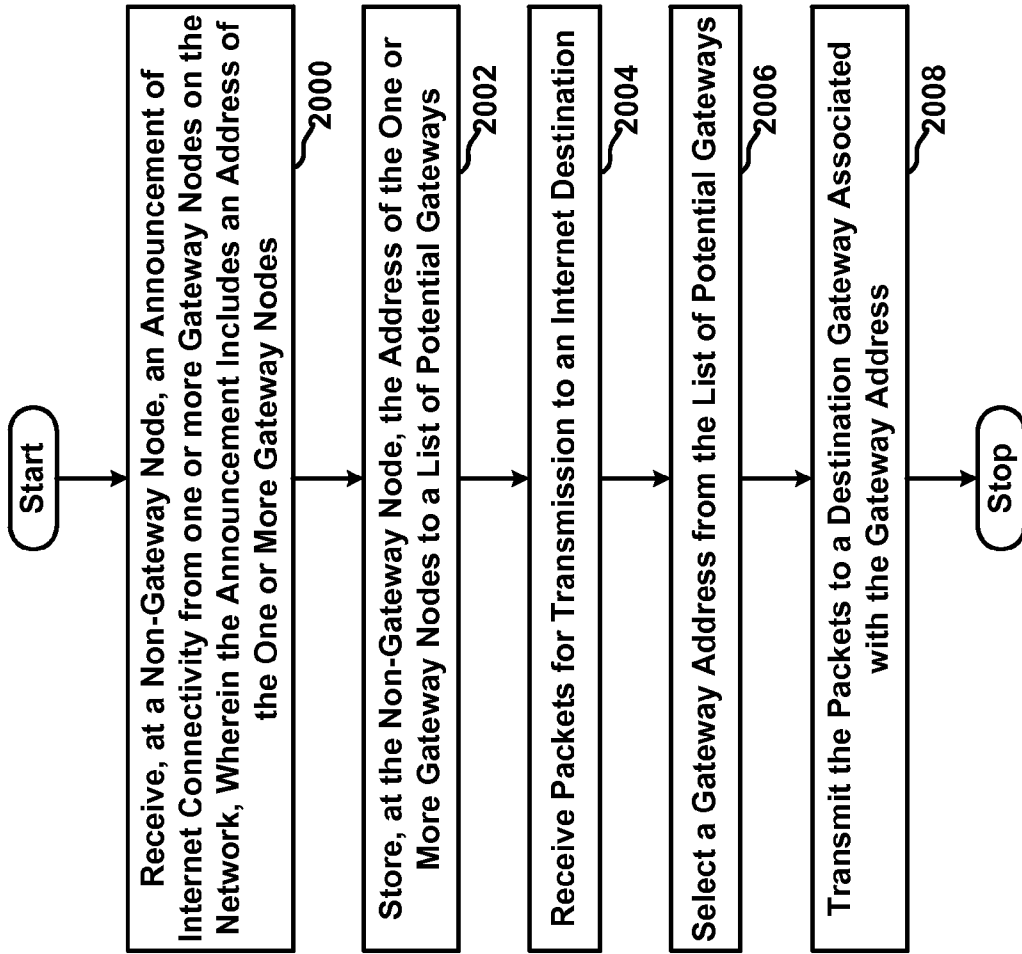 Start
Receive, at a Non-Gateway Node, an Announcement of
Internet Connectivity from one or more Gateway Nodes on the
Network, Wherein the Announcement Includes an Address of
the One or More Gateway Nodes
2000
Store, at the Non-Gateway Node, the Address of the One or
More Gateway Nodes to a List of Potential Gateways
2002
Receive Packets for Transmission to an Internet Destination
2004
Select a Gateway Address from the List of Potential Gateways
2006
Transmit the Packets to a Destination Gateway Associated
with the Gateway Address
2008
Stop